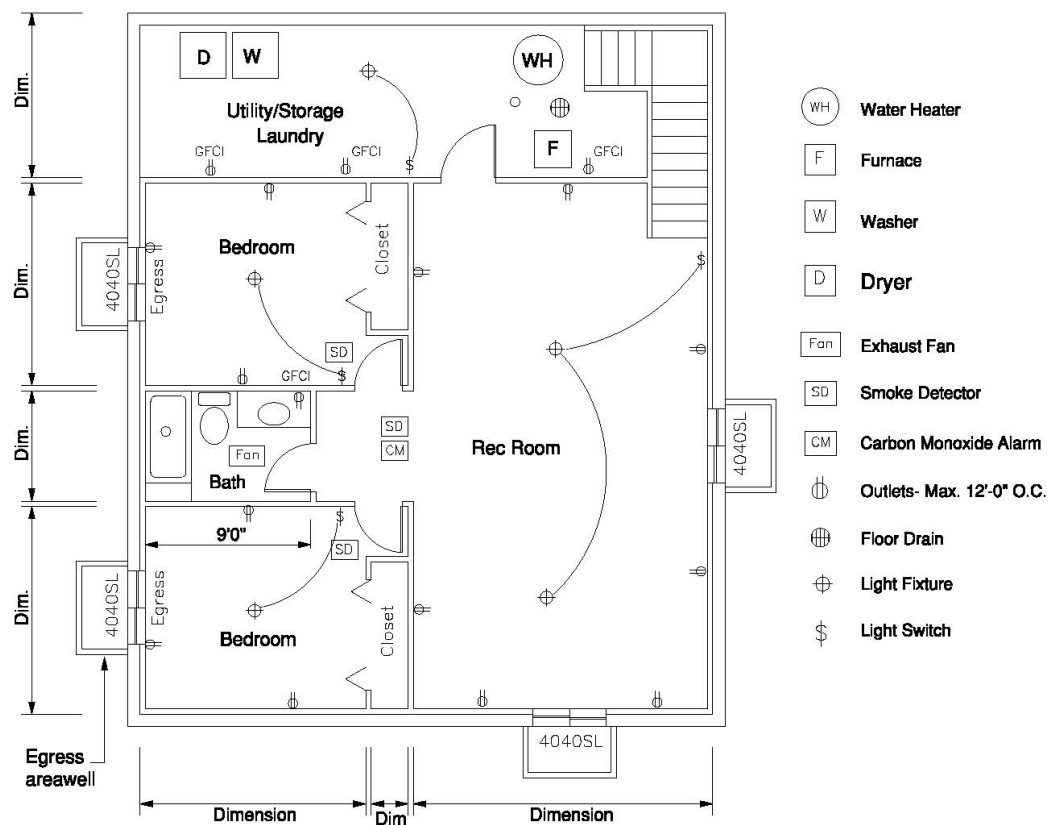 Dim.
D
W
WH
Utility/Storage
Laundry
F
GFCI
GFCI
$
GFCI
Dim.
4040SL
Egress
Bedroom
Closet
$
SD
GFCI
$
Dim.
Fan
Bath
SD
CM
Rec Room
4040SL
Dim.
4040SL
Egress
9'0"
$
SD
Bedroom
Closet
4040SL
Egress
areawell
Dimension
Dim
Dimension
WH Water Heater
F Furnace
W Washer
D Dryer
Fan Exhaust Fan
SD Smoke Detector
CM Carbon Monoxide Alarm
Outlets- Max. 12'-0" O.C.
Floor Drain
Light Fixture
$ Light Switch